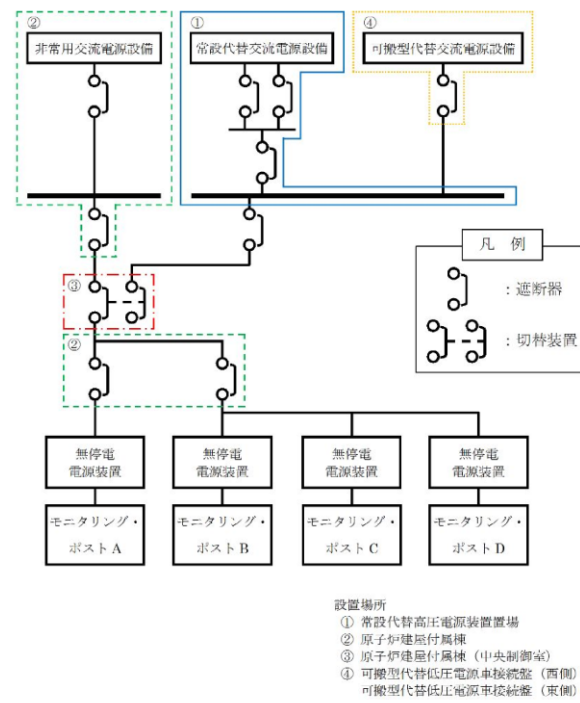 ②
非常用交流電源設備
①
常設代替交流電源設備
④
可搬型代替交流電源設備
凡 例
：遮断器
：切替装置
③
②
無停電
電源装置
無停電
電源装置
無停電
電源装置
無停電
電源装置
モニタリング・
ポストA
モニタリング・
ポストB
モニタリング・
ポストC
モニタリング・
ポストD
設置場所
① 常設代替高圧電源装置置場
② 原子炉建屋付属棟
③ 原子炉建屋付属棟（中央制御室）
④ 可搬型代替低圧電源車接続盤（西側）
可搬型代替低圧電源車接続盤（東側）